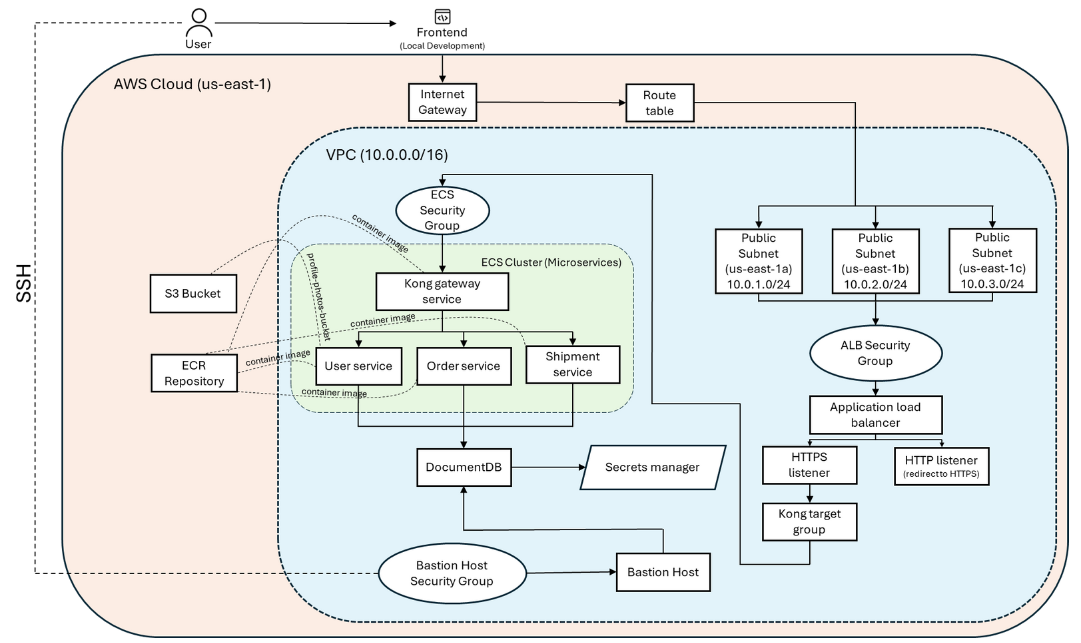 User
Frontend
(Local Development)
AWS Cloud (us-east-1)
Internet
Gateway
Route
table
VPC (10.0.0.0/16)
SSH
ECS
Security
Group
container image
ECS Cluster (Microservices)
Kong gateway
service
profile-photos-bucket
S3 Bucket
container image
ECR
Repository
container image
User service
Order service
Shipment
service
container image
Public
Subnet
(us-east-1a)
10.0.1.0/24
Public
Subnet
(us-east-1b)
10.0.2.0/24
Public
Subnet
(us-east-1c)
10.0.3.0/24
ALB Security
Group
Application load
balancer
HTTPS
listener
HTTP listener
(redirect to HTTPS)
Kong target
group
DocumentDB
Secrets manager
Bastion Host
Security Group
Bastion Host